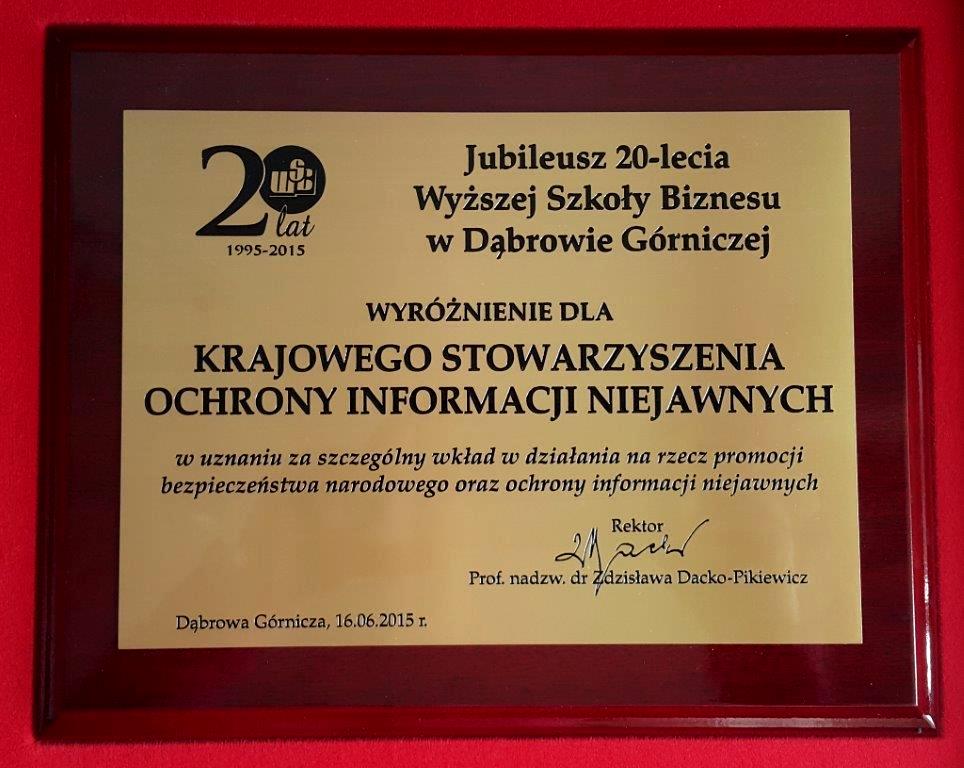 20 WSB
lat
1995-2015
Jubileusz 20-lecia
Wyższej Szkoły Biznesu
w Dąbrowie Górniczej
WYRÓŻNIENIE DLA
KRAJOWEGO STOWARZYSZENIA
OCHRONY INFORMACJI NIEJAWNYCH
w uznaniu za szczególny wkład w działania na rzecz promocji
bezpieczeństwa narodowego oraz ochrony informacji niejawnych
Rektor
Prof. nadzw. dr Zdzisława Dacko-Pikiewicz
Dąbrowa Górnicza, 16.06.2015 r.